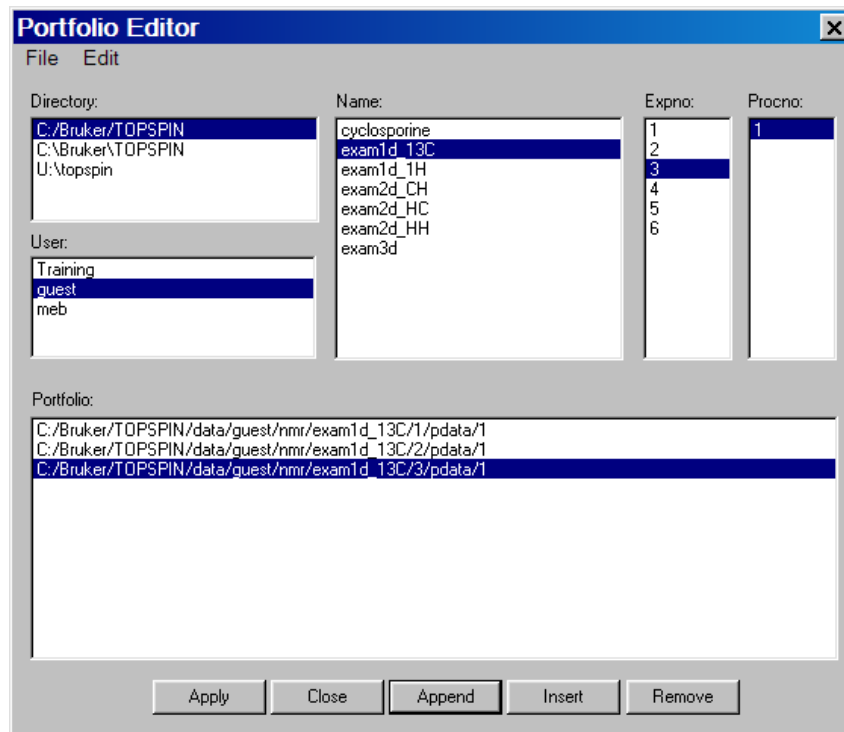 Portfolio Editor
File Edit
Directory:
C:/Bruker/TOPSPIN
C:\Bruker\TOPSPIN
U:\topspin
User:
Training
guest
meb
Name:
cyclosporine
exam1d_13C
exam1d_1H
exam2d_CH
exam2d_HC
exam2d_HH
exam3d
Expno:
1
2
3
4
5
6
Procno:
1
Portfolio:
C:/Bruker/TOPSPIN/data/guest/nmr/exam1d_13C/1/pdata/1
C:/Bruker/TOPSPIN/data/guest/nmr/exam1d_13C/2/pdata/1
C:/Bruker/TOPSPIN/data/guest/nmr/exam1d_13C/3/pdata/1
Apply Close Append Insert Remove